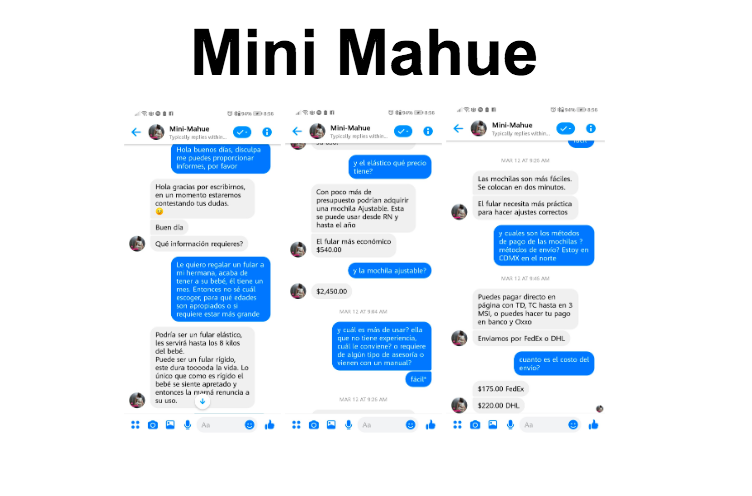 Mini Mahue
8:56
Mini-Mahue
Typically replies within...
Hola buenos días, disculpa
me puedes proporcionar
informes, por favor
Hola gracias por escribirnos,
en un momento estaremos
contestando tus dudas.
😔
Buen día
Qué información requieres?
Le quiero regalar un fular a
mi hermana, acaba de
tener a su bebé, él tiene un
mes. Entonces no sé cuál
escoger, para qué edades
son apropiados o si
requiere estar más grande
Podría ser un fular elástico,
les servirá hasta los 8 kilos
del bebé.
Puede ser un fular rígido,
este dura tooooda la vida. Lo
único que como es rígido el
bebé se siente apretado y
entonces la mamá renuncia a
su uso.
Aa
94% 8:56
Mini-Mahue
Typically replies within...
su uso.
y el elástico qué precio
tiene?
Con poco más de
presupuesto podrían adquirir
una mochila Ajustable. Esta
se puede usar desde RN y
hasta el año
El fular más económico
$540.00
y la mochila ajustable?
$2,450.00
MAR 12 AT 9:04 AM
y cuál es más de usar? ella
que no tiene experiencia,
cuál le conviene? o requiere
de algún tipo de asesoría o
vienen con un manual?
fácil*
MAR 12 AT 9:26 AM
Aa
94% 8:56
Mini-Mahue
Typically replies within...
fácil*
MAR 12 AT 9:26 AM
Las mochilas son más fáciles.
Se colocan en dos minutos.
El fular necesita más práctica
para hacer ajustes correctos
y cuales son los métodos
de pago de las mochilas ?
métodos de envío? Estoy en
CDMX en el norte
MAR 12 AT 9:46 AM
Puedes pagar directo en
página con TD, TC hasta en 3
MSI, o puedes hacer tu pago
en banco y Oxxo
Enviamos por FedEx o DHL
cuanto es el costo del
envío?
$175.00 FedEx
$220.00 DHL
Aa